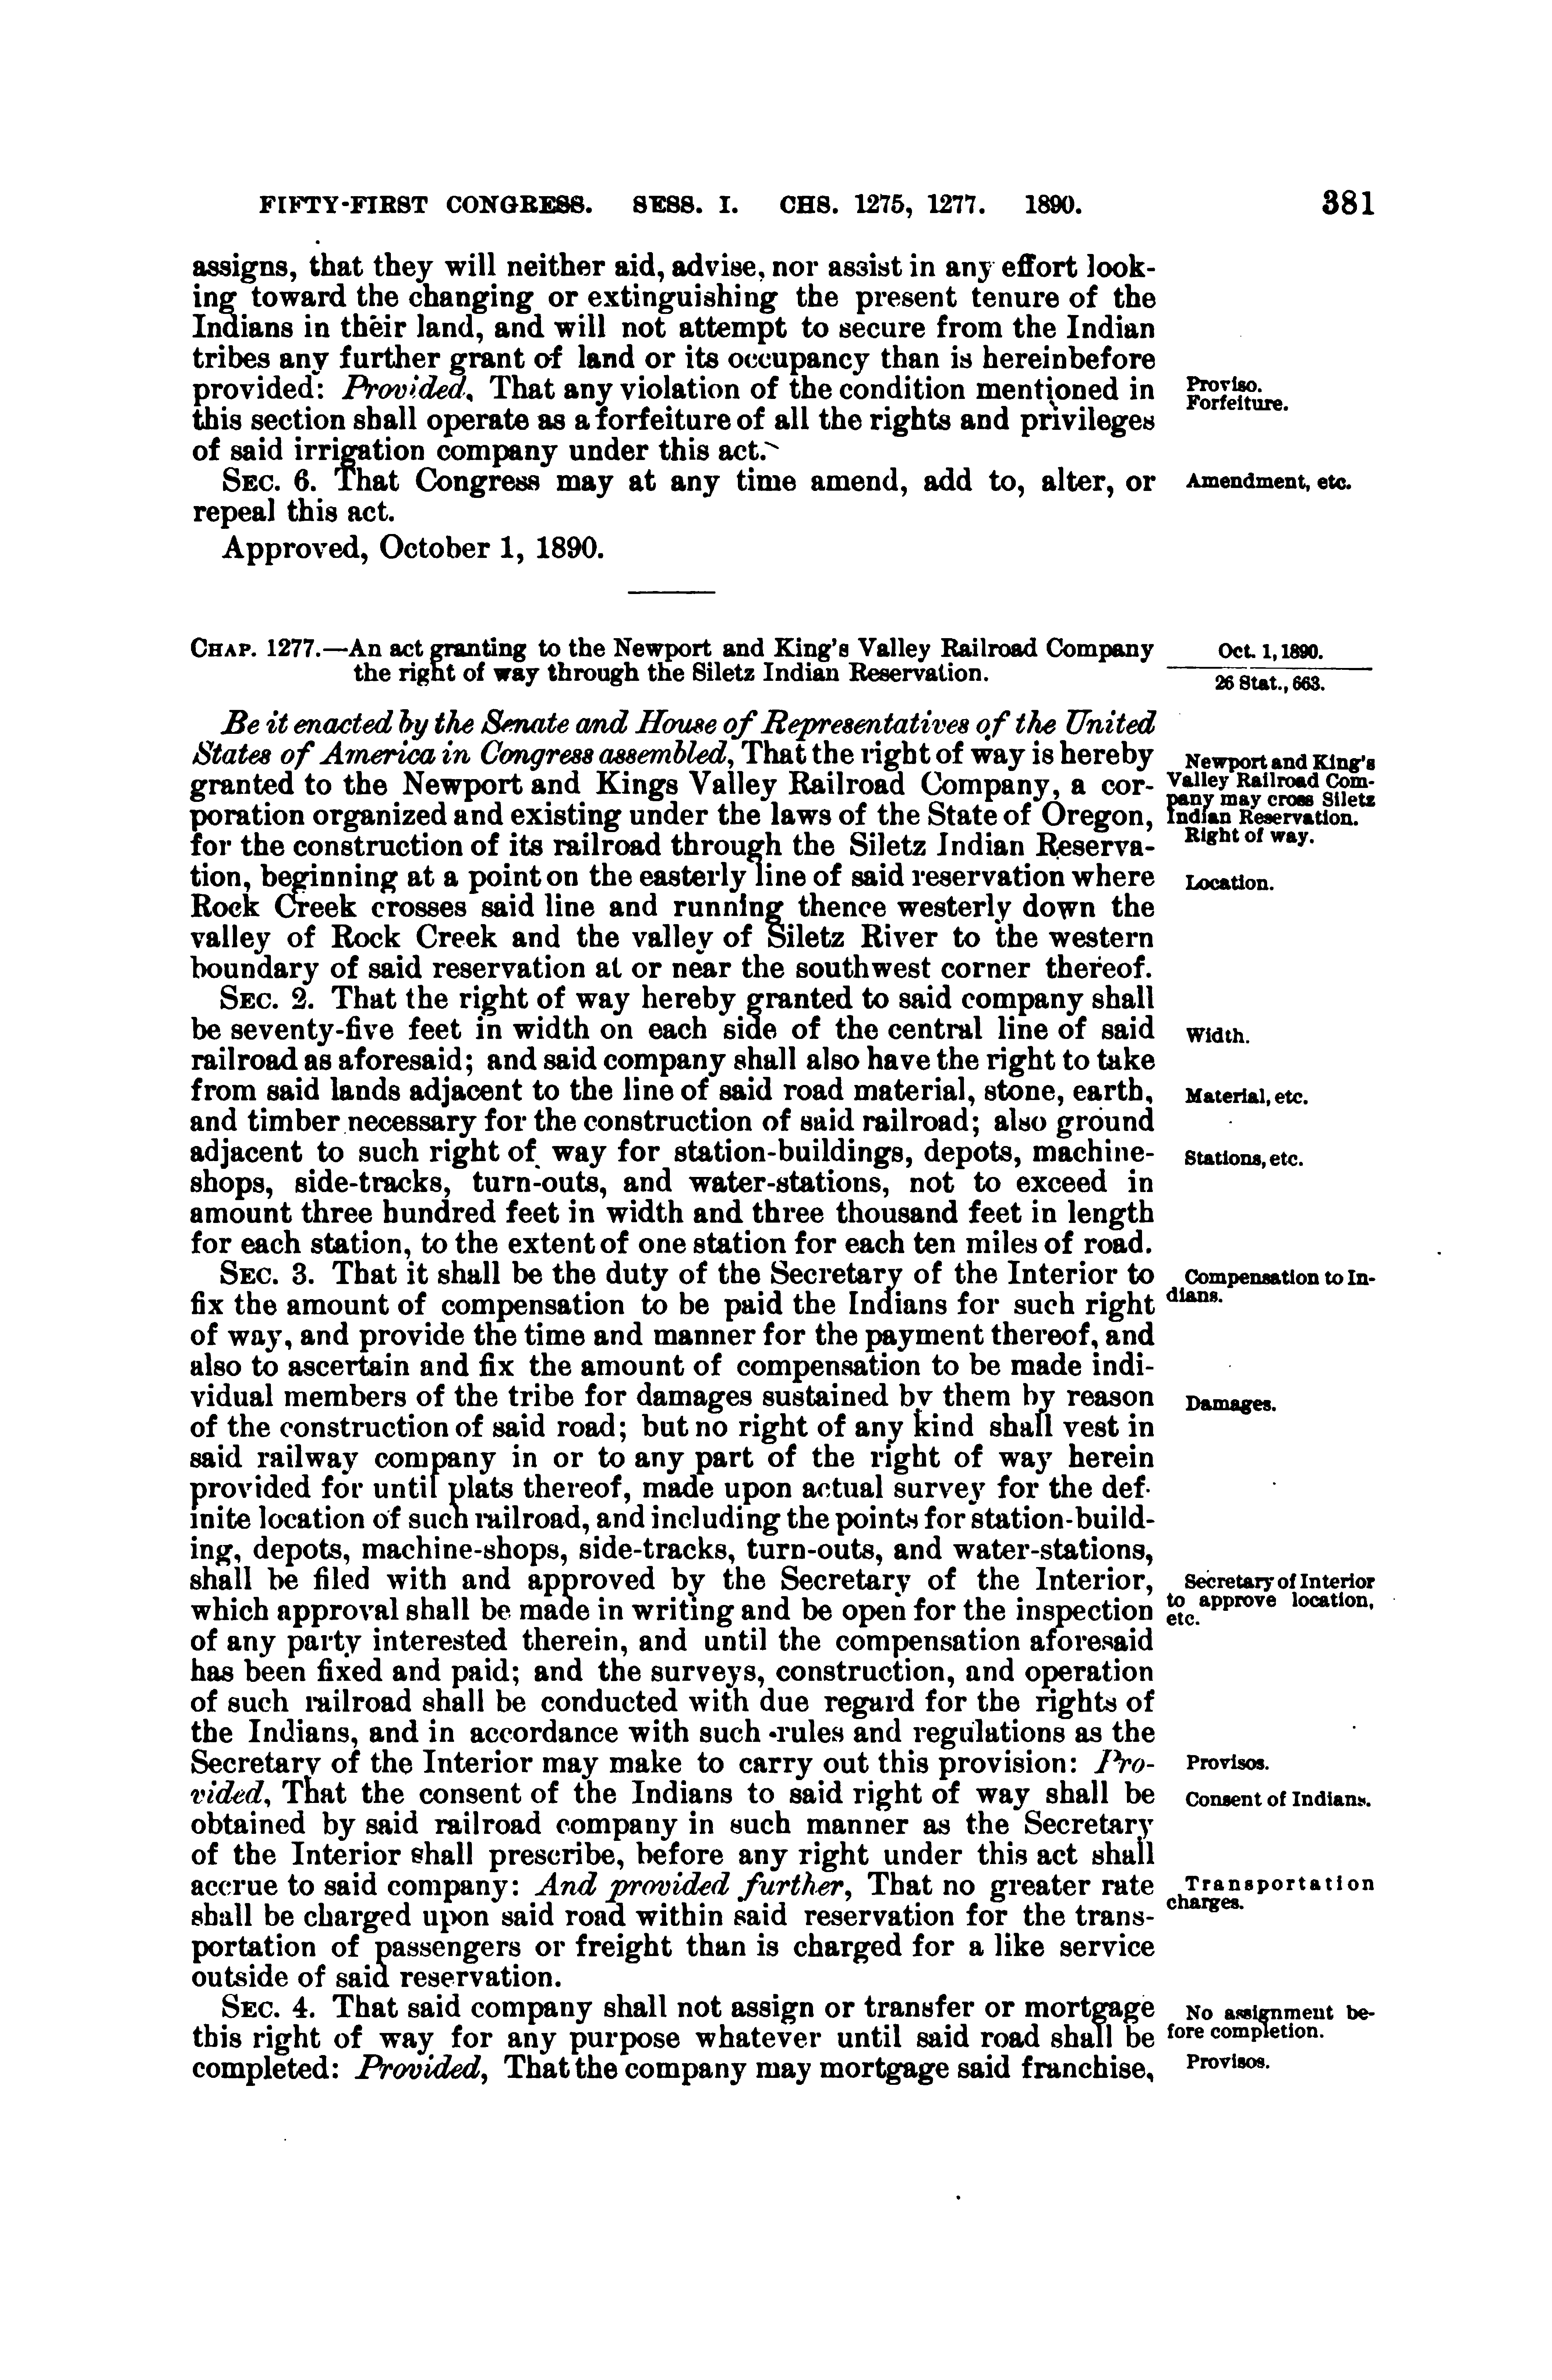 FIFTY-FIRST CONGRESS. SESS. I. CHS. 1275, 1277. 1890. 381
assigns, that they will neither aid, advise, nor assist in any effort look-
ing toward the changing or extinguishing the present tenure of the
Indians in their land, and will not attempt to secure from the Indian
tribes any further grant of land or its occupancy than is hereinbefore
provided: Provided, That any violation of the condition mentioned in
this section shall operate as a forfeiture of all the rights and privileges
of said irrigation company under this act.
Proviso.
Forfeiture.
SEC. 6. That Congress may at any time amend, add to, alter, or
repeal this act.
Amendment, etc.
Approved, October 1, 1890.
CHAP. 1277.—An act granting to the Newport and King's Valley Railroad Company
the right of way through the Siletz Indian Reservation.
Oct. 1, 1890.
26 Stat., 663.
Be it enacted by the Senate and House of Representatives of the United
States of America in Congress assembled, That the right of way is hereby
granted to the Newport and Kings Valley Railroad Company, a cor-
poration organized and existing under the laws of the State of Oregon,
for the construction of its railroad through the Siletz Indian Reserva-
tion, beginning at a point on the easterly line of said reservation where
Rock Creek crosses said line and running thence westerly down the
valley of Rock Creek and the valley of Siletz River to the western
boundary of said reservation at or near the southwest corner thereof.
Newport and King's
Valley Railroad Com-
pany may cross Siletz
Indian Reservation.
Right of way.
Location.
SEC. 2. That the right of way hereby granted to said company shall
be seventy-five feet in width on each side of the central line of said
railroad as aforesaid; and said company shall also have the right to take
from said lands adjacent to the line of said road material, stone, earth,
and timber necessary for the construction of said railroad; also ground
adjacent to such right of way for station-buildings, depots, machine-
shops, side-tracks, turn-outs, and water-stations, not to exceed in
amount three hundred feet in width and three thousand feet in length
for each station, to the extent of one station for each ten miles of road.
Width.
Material, etc.
Stations, etc.
SEC. 3. That it shall be the duty of the Secretary of the Interior to
fix the amount of compensation to be paid the Indians for such right
of way, and provide the time and manner for the payment thereof, and
also to ascertain and fix the amount of compensation to be made indi-
vidual members of the tribe for damages sustained by them by reason
of the construction of said road; but no right of any kind shall vest in
said railway company in or to any part of the right of way herein
provided for until plats thereof, made upon actual survey for the def-
inite location of such railroad, and including the points for station-build-
ing, depots, machine-shops, side-tracks, turn-outs, and water-stations,
shall be filed with and approved by the Secretary of the Interior,
which approval shall be made in writing and be open for the inspection
of any party interested therein, and until the compensation aforesaid
has been fixed and paid; and the surveys, construction, and operation
of such railroad shall be conducted with due regard for the rights of
the Indians, and in accordance with such rules and regulations as the
Secretary of the Interior may make to carry out this provision: Pro-
vided, That the consent of the Indians to said right of way shall be
obtained by said railroad company in such manner as the Secretary
of the Interior shall prescribe, before any right under this act shall
accrue to said company: And provided further, That no greater rate
shall be charged upon said road within said reservation for the trans-
portation of passengers or freight than is charged for a like service
outside of said reservation.
Compensation to In-
dians.
Damages.
Secretary of Interior
to approve location,
etc.
Provisos.
Consent of Indians.
Transportation
charges.
SEC. 4. That said company shall not assign or transfer or mortgage
this right of way for any purpose whatever until said road shall be
completed: Provided, That the company may mortgage said franchise,
No assignment be-
fore completion.
Provisos.